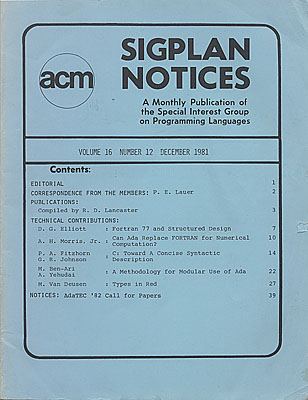 acm
SIGPLAN
NOTICES
A Monthly Publication of
the Special Interest Group
on Programming Languages
VOLUME 16 NUMBER 12 DECEMBER 1981
Contents:
EDITORIAL 1
CORRESPONDENCE FROM THE MEMBERS: P. E. Lauer 2
PUBLICATIONS:
Compiled by R. D. Lancaster 3
TECHNICAL CONTRIBUTIONS:
D. G. Elliott : Fortran 77 and Structured Design 7
A. H. Morris, Jr. : Can Ada Replace FORTRAN for Numerical 10
Computation?
P. A. Fitzhorn : C: Toward A Concise Syntactic 14
G. R. Johnson Description
M. Ben-Ari : A Methodology for Modular Use of Ada 22
A. Yehudai
M. Van Deusen : Types in Red 27
NOTICES: AdaTEC '82 Call for Papers 39